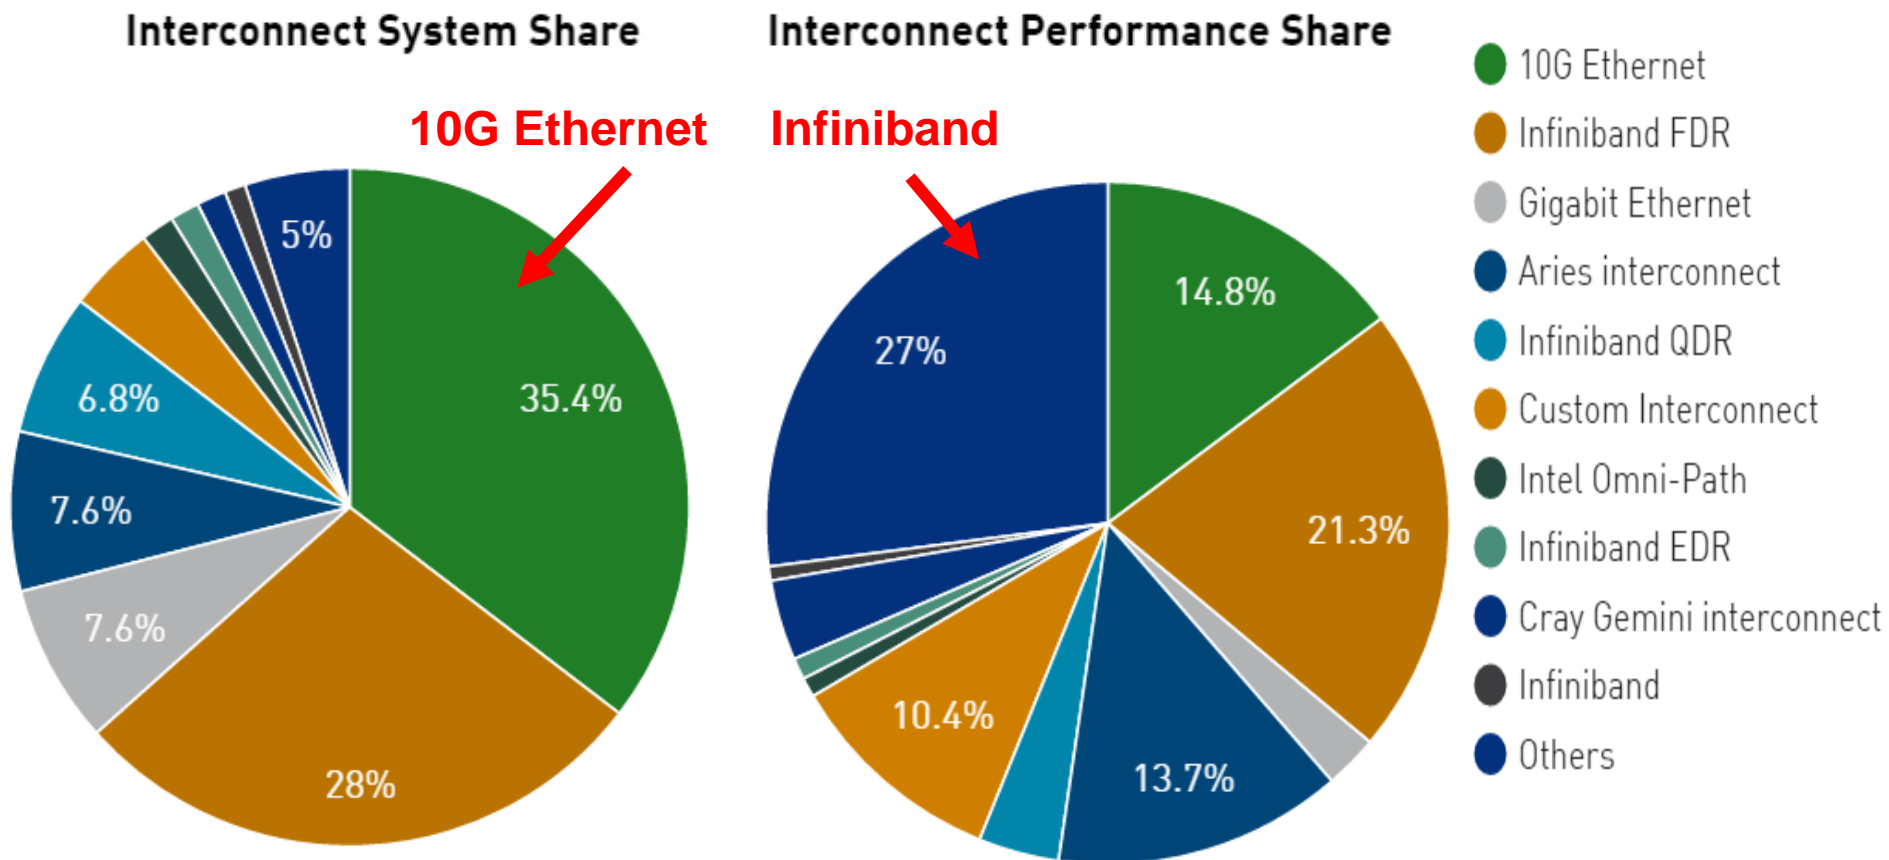 Interconnect System Share
Interconnect Performance Share
10G Ethernet
Infiniband
5%
35.4%
6.8%
7.6%
7.6%
28%
14.8%
27%
21.3%
10.4%
13.7%
10G Ethernet
Infiniband FDR
Gigabit Ethernet
Aries interconnect
Infiniband QDR
Custom Interconnect
Intel Omni-Path
Infiniband EDR
Cray Gemini interconnect
Infiniband
Others